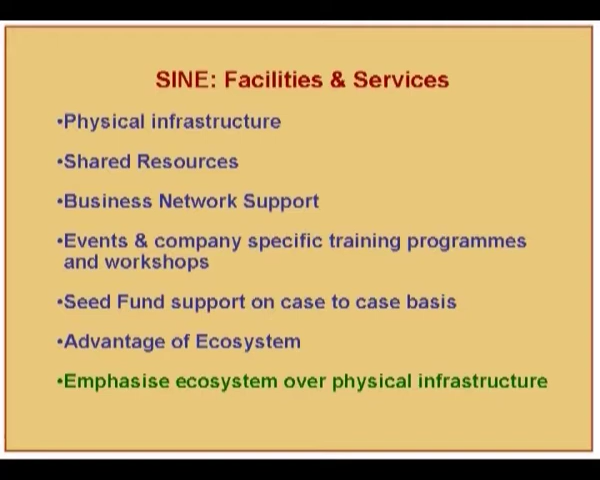 SINE: Facilities & Services
•Physical infrastructure
•Shared Resources
•Business Network Support
•Events & company specific training programmes
and workshops
•Seed Fund support on case to case basis
•Advantage of Ecosystem
•Emphasise ecosystem over physical infrastructure